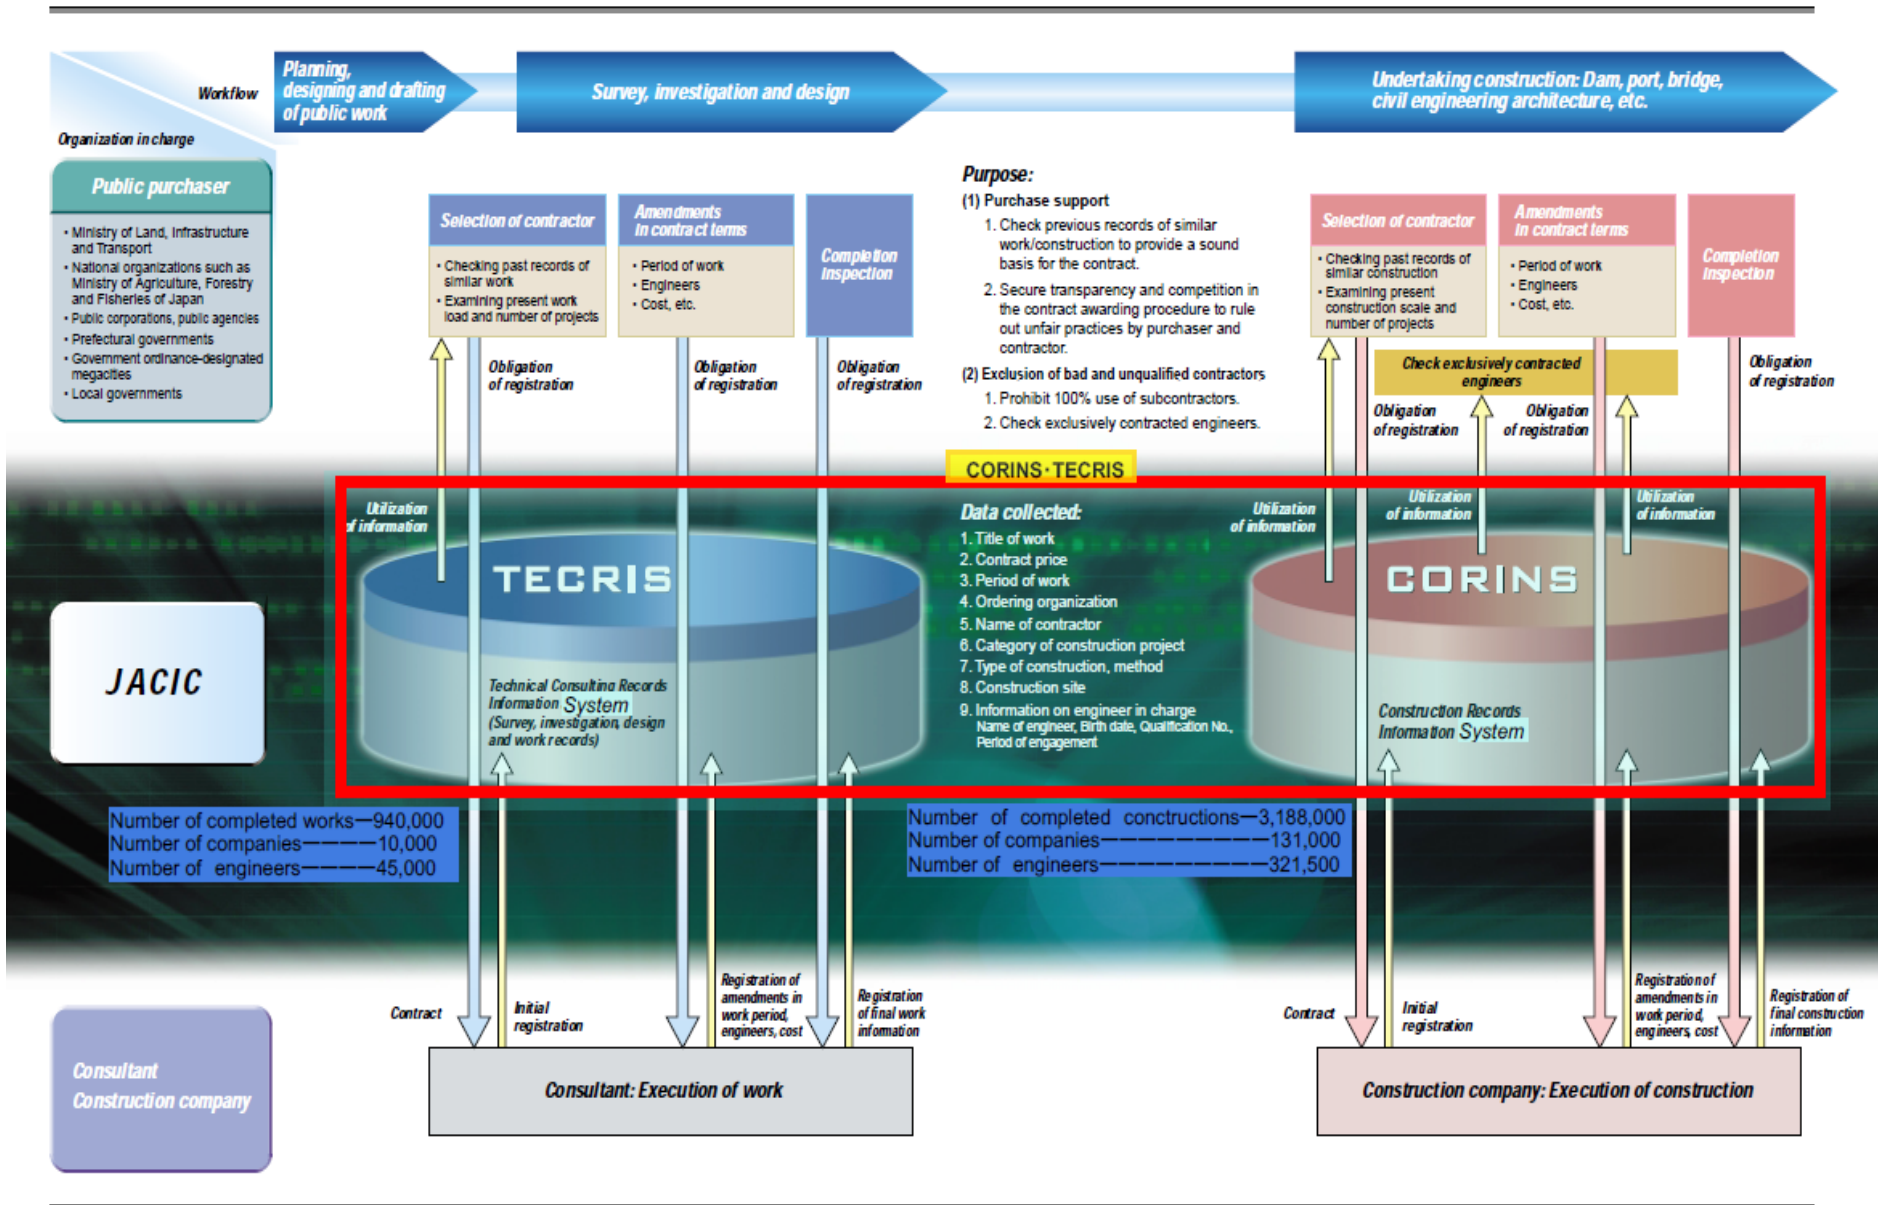 Workflow
Organization in charge
Planning,
designing and drafting
of public work
Survey, investigation and design
Undertaking construction: Dam, port, bridge,
civil engineering architecture, etc.
Public purchaser
• Ministry of Land, Infrastructure
and Transport
• National organizations such as
Ministry of Agriculture, Forestry
and Fisheries of Japan
• Public corporations, public agencies
• Prefectural governments
• Government ordinance-designated
megacities
• Local governments
Selection of contractor
• Checking past records of
similar work
• Examining present work
load and number of projects
Amendments
in contract terms
• Period of work
• Engineers
• Cost, etc.
Completion
inspection
Purpose:
(1) Purchase support
1. Check previous records of similar
work/construction to provide a sound
basis for the contract.
2. Secure transparency and competition in
the contract awarding procedure to rule
out unfair practices by purchaser and
contractor.
(2) Exclusion of bad and unqualified contractors
1. Prohibit 100% use of subcontractors.
2. Check exclusively contracted engineers.
Selection of contractor
• Checking past records of
similar construction
• Examining present
construction scale and
number of projects
Amendments
in contract terms
• Period of work
• Engineers
• Cost, etc.
Completion
inspection
Obligation
of registration
Obligation
of registration
Obligation
of registration
Check exclusively contracted
engineers
Obligation
of registration
Obligation
of registration
Obligation
of registration
CORINS·TECRIS
Utilization
of information
Data collected:
1. Title of work
2. Contract price
3. Period of work
4. Ordering organization
5. Name of contractor
6. Category of construction project
7. Type of construction, method
8. Construction site
9. Information on engineer in charge
Name of engineer, Birth date, Qualification No.,
Period of engagement
Utilization
of information
Utilization
of information
Utilization
of information
JACIC
TECRIS
Technical Consulting Records
Information System
(Survey, investigation, design
and work records)
CORINS
Construction Records
Information System
Number of completed works—940,000
Number of companies————10,000
Number of engineers————45,000
Number of completed conctructions—3,188,000
Number of companies—————————131,000
Number of engineers—————————321,500
Contract
Initial
registration
Registration of
amendments in
work period,
engineers, cost
Registration
of final work
information
Contract
Initial
registration
Registration of
amendments in
work period,
engineers, cost
Registration of
final construction
information
Consultant
Construction company
Consultant: Execution of work
Construction company: Execution of construction